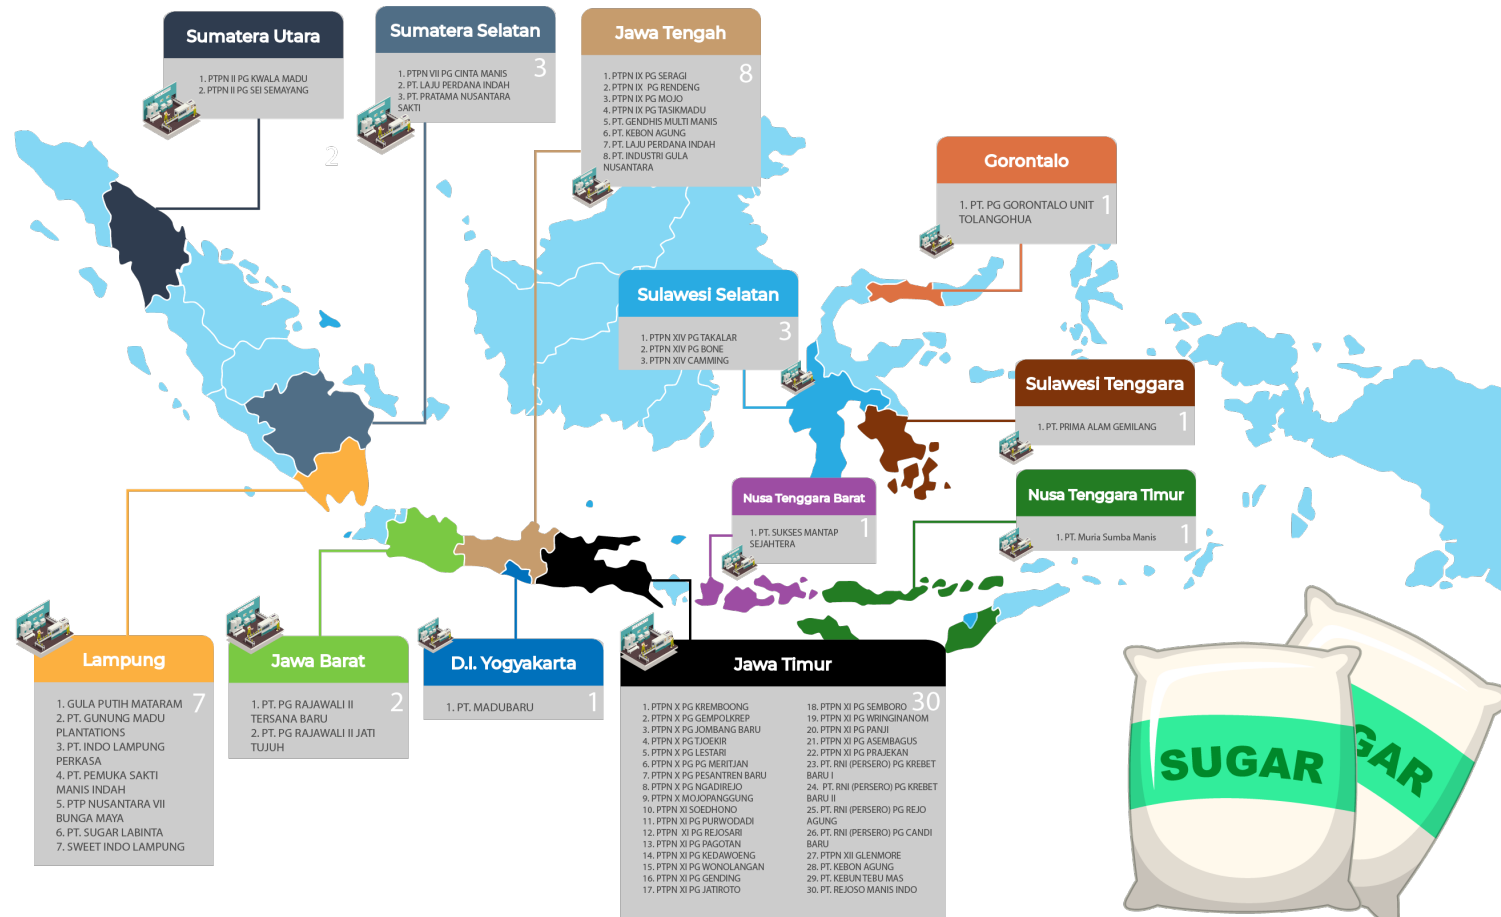 Sumatera Utara
1. PTPN II PG KWALA MADU
2. PTPN II PG SEI SEMAYANG
2
Sumatera Selatan
3
1. PTPN VII PG CINTA MANIS
2. PT. LAJU PERDANA INDAH
3. PT. PRATAMA NUSANTARA
SAKTI
Jawa Tengah
8
1. PTPN IX PG SERAGI
2. PTPN IX PG RENDENG
3. PTPN IX PG MOJO
4. PTPN IX PG TASIKMADU
5. PT. GENDHIS MULTI MANIS
6. PT. KEBON AGUNG
7. PT. LAJU PERDANA INDAH
8. PT. INDUSTRI GULA
NUSANTARA
Gorontalo
1
1. PT. PG GORONTALO UNIT
TOLANGOHUA
Sulawesi Selatan
3
1. PTPN XIV PG TAKALAR
2. PTPN XIV PG BONE
3. PTPN XIV CAMMING
Sulawesi Tenggara
1
1. PT. PRIMA ALAM GEMILANG
Nusa Tenggara Barat
1
1. PT. SUKSES MANTAP
SEJAHTERA
Nusa Tenggara Timur
1
1. PT. Muria Sumba Manis
Lampung
7
1. GULA PUTIH MATARAM
2. PT. GUNUNG MADU
PLANTATIONS
3. PT. INDO LAMPUNG
PERKASA
4. PT. PEMUKA SAKTI
MANIS INDAH
5. PTP NUSANTARA VII
BUNGA MAYA
6. PT. SUGAR LABINTA
7. SWEET INDO LAMPUNG
Jawa Barat
2
1. PT. PG RAJAWALI II
TERSANA BARU
2. PT. PG RAJAWALI II JATI
TUJUH
D.I. Yogyakarta
1
1. PT. MADUBARU
Jawa Timur
30
1. PTPN X PG KREMBOONG
2. PTPN X PG GEMPOLKREP
3. PTPN X PG JOMBANG BARU
4. PTPN X PG TJOEKIR
5. PTPN X PG LESTARI
6. PTPN X PG PG MERITJAN
7. PTPN X PG PESANTREN BARU
8. PTPN X PG NGADIREJO
9. PTPN X MOJOPANGGUNG
10. PTPN XI SOEDHONO
11. PTPN XI PG PURWODADI
12. PTPN XI PG REJOSARI
13. PTPN XI PG PAGOTAN
14. PTPN XI PG KEDAWOENG
15. PTPN XI PG WONOLANGAN
16. PTPN XI PG GENDING
17. PTPN XI PG JATIROTO
18. PTPN XI PG SEMBORO
19. PTPN XI PG WRINGINANOM
20. PTPN XI PG PANJI
21. PTPN XI PG ASEMBAGUS
22. PTPN XI PG PRAJEKAN
23. PT. RNI (PERSERO) PG KREBET
BARU I
24. PT. RNI (PERSERO) PG KREBET
BARU II
25. PT. RNI (PERSERO) PG REJO
AGUNG
26. PT. RNI (PERSERO) PG CANDI
BARU
27. PTPN XII GLENMORE
28. PT. KEBON AGUNG
29. PT. KEBUN TEBU MAS
30. PT. REJOSO MANIS INDO
SUGAR
GAR